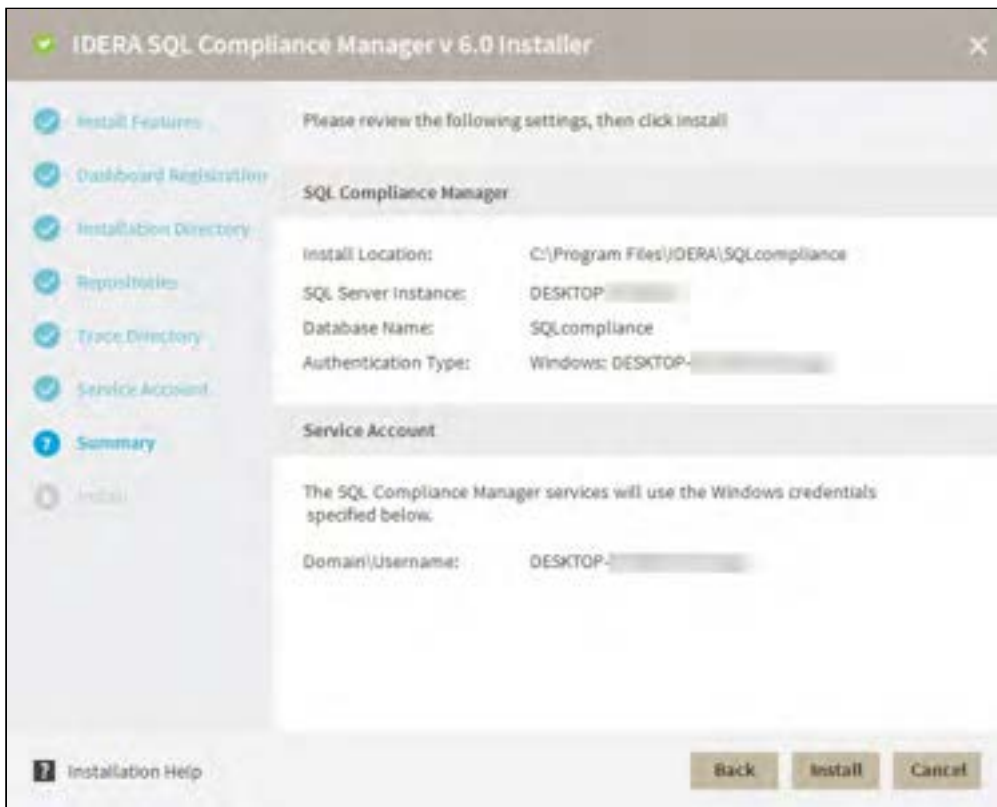 IDERA SQL Compliance Manager v 6.0 Installer
Install Features
Dashboard Registration
Installation Directory
Repositories
Trace Directory
Service Account
Summary
Install
Please review the following settings, then click install
SQL Compliance Manager
Install Location: C:\Program Files\IDERA\SQLcompliance
SQL Server Instance: DESKTOP
Database Name: SQLcompliance
Authentication Type: Windows: DESKTOP-
Service Account
The SQL Compliance Manager services will use the Windows credentials
specified below.
Domain\Username: DESKTOP-
? Installation Help
Back Install Cancel